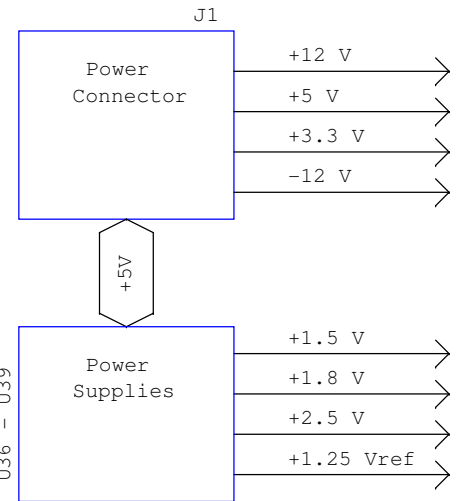 J1
Power
Connector
+12 V
+5 V
+3.3 V
−12 V
+5V
Power
Supplies
U36 − U39
+1.5 V
+1.8 V
+2.5 V
+1.25 Vref